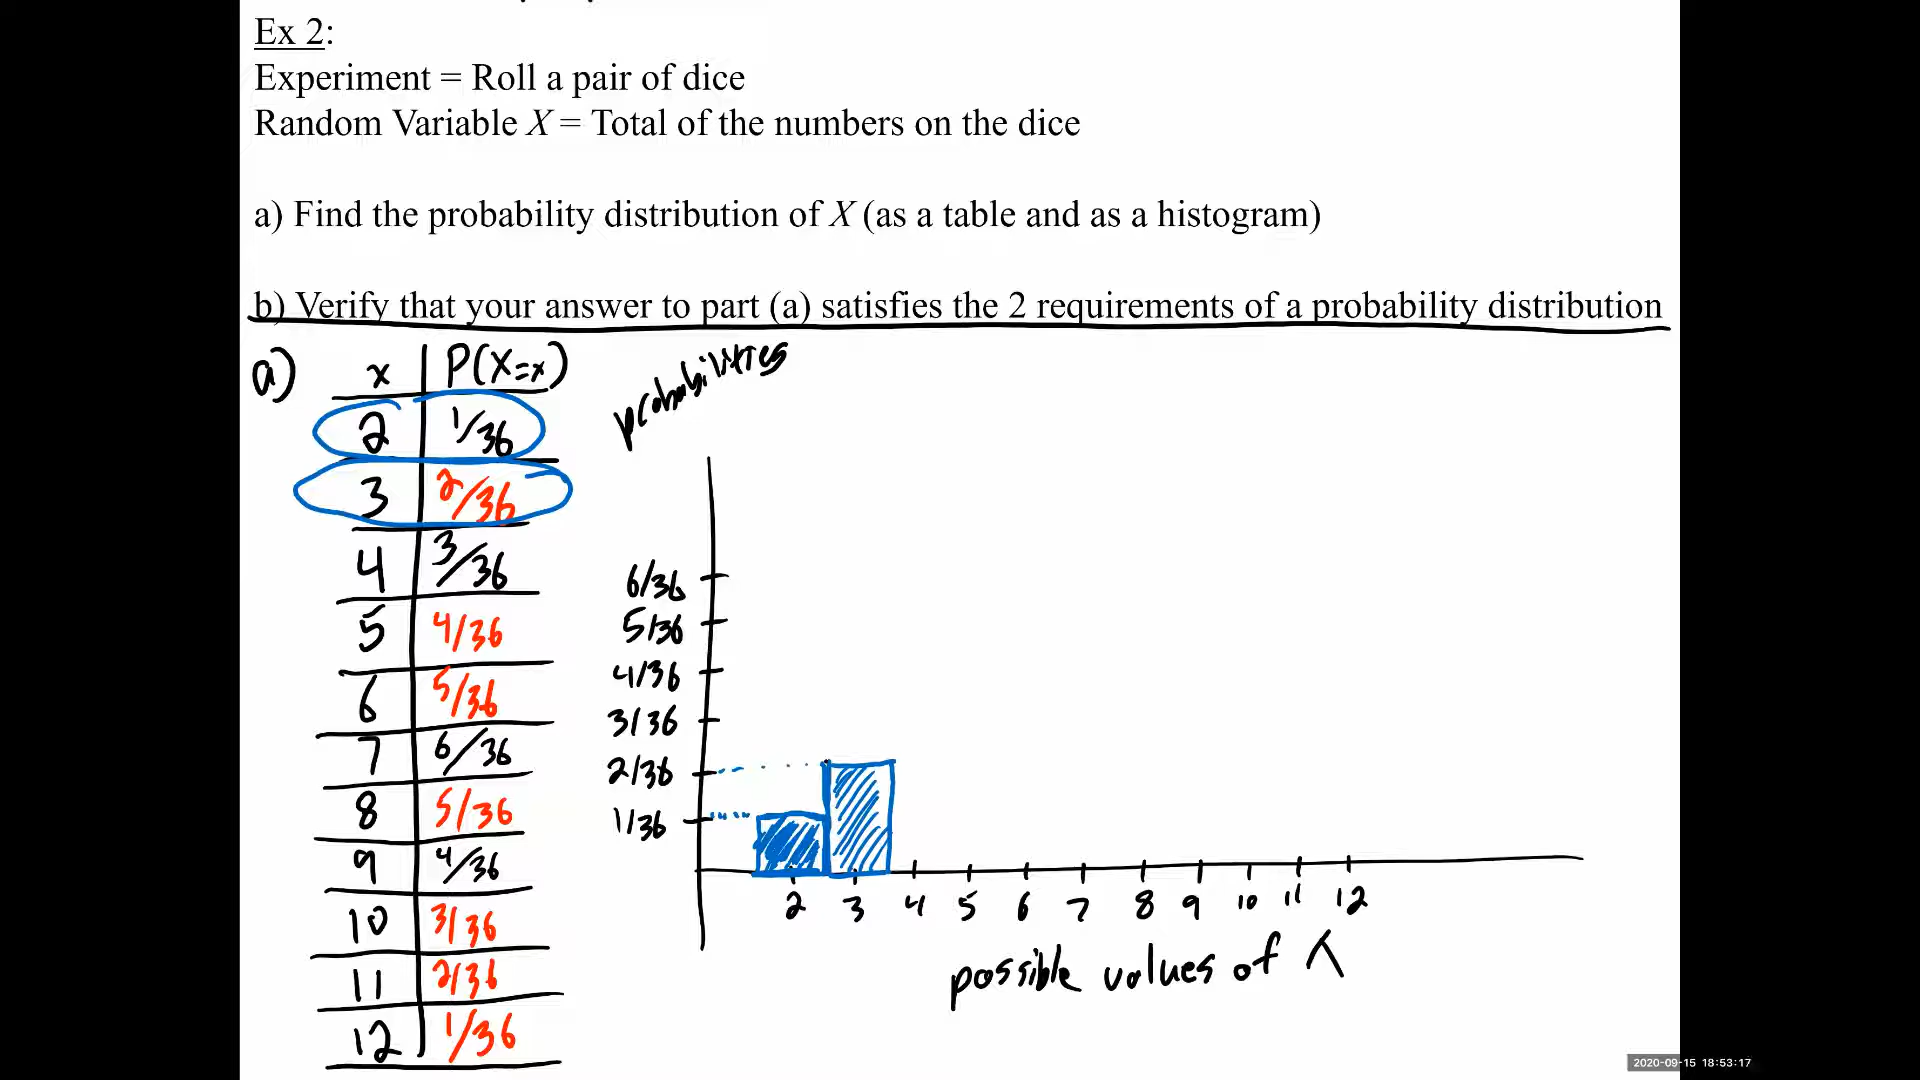 Ex 2:
Experiment = Roll a pair of dice
Random Variable X = Total of the numbers on the dice
a) Find the probability distribution of X (as a table and as a histogram)
b) Verify that your answer to part (a) satisfies the 2 requirements of a probability distribution
a)
x P(X=x)
2 1/36
3 2/36
4 3/36
5 4/36
6 5/36
7 6/36
8 5/36
9 4/36
10 3/36
11 2/36
12 1/36
probabilities
6/36
5/36
4/36
3/36
2/36
1/36
2 3 4 5 6 7 8 9 10 11 12
possible values of
2020-09-15 18:53:17